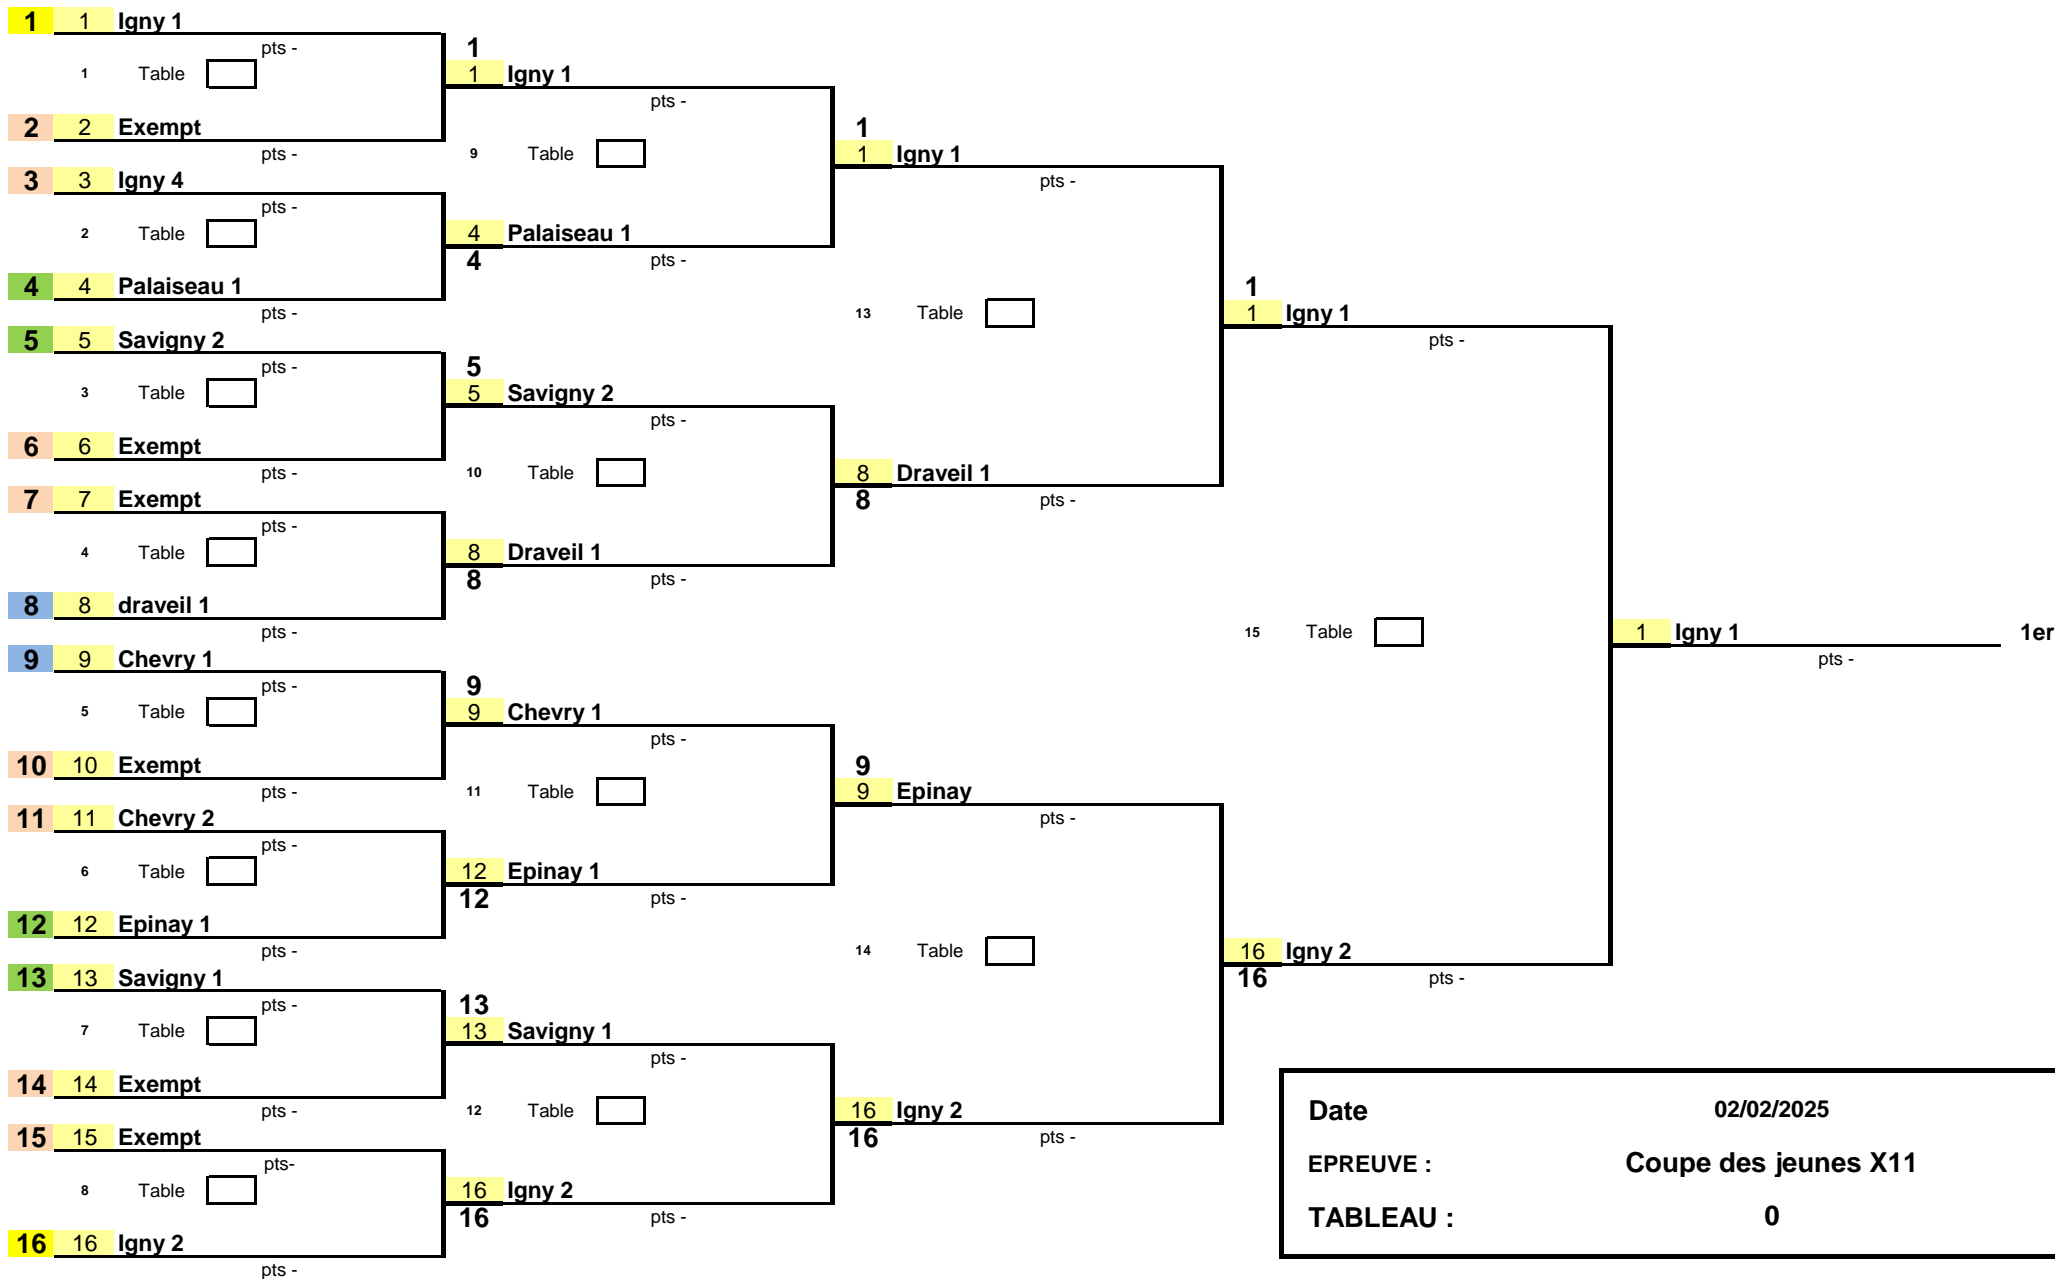 1 1 Igny 1
pts -
1 Table
2 2 Exempt
pts -
3 3 Igny 4
pts -
2 Table
4 4 Palaiseau 1
pts -
5 5 Savigny 2
pts -
3 Table
6 6 Exempt
pts -
7 7 Exempt
pts -
4 Table
8 8 draveil 1
pts -
9 9 Chevry 1
pts -
5 Table
10 10 Exempt
pts -
11 11 Chevry 2
pts -
6 Table
12 12 Epinay 1
pts -
13 13 Savigny 1
pts -
7 Table
14 14 Exempt
pts -
15 15 Exempt
pts-
8 Table
16 16 Igny 2
pts -
1
1 Igny 1
pts -
9 Table
4 Palaiseau 1
4 pts -
5
5 Savigny 2
pts -
10 Table
8 Draveil 1
8 pts -
9
9 Chevry 1
pts -
11 Table
12 Epinay 1
12 pts -
13
13 Savigny 1
pts -
12 Table
16 Igny 2
16 pts -
1
1 Igny 1
pts -
13 Table
8 Draveil 1
8 pts -
9
9 Epinay
pts -
14 Table
16 Igny 2
16 pts -
1
1 Igny 1
pts -
15 Table
16 Igny 2
16 pts -
1 Igny 1 1er
pts -
Date 02/02/2025
EPREUVE : Coupe des jeunes X11
TABLEAU : 0